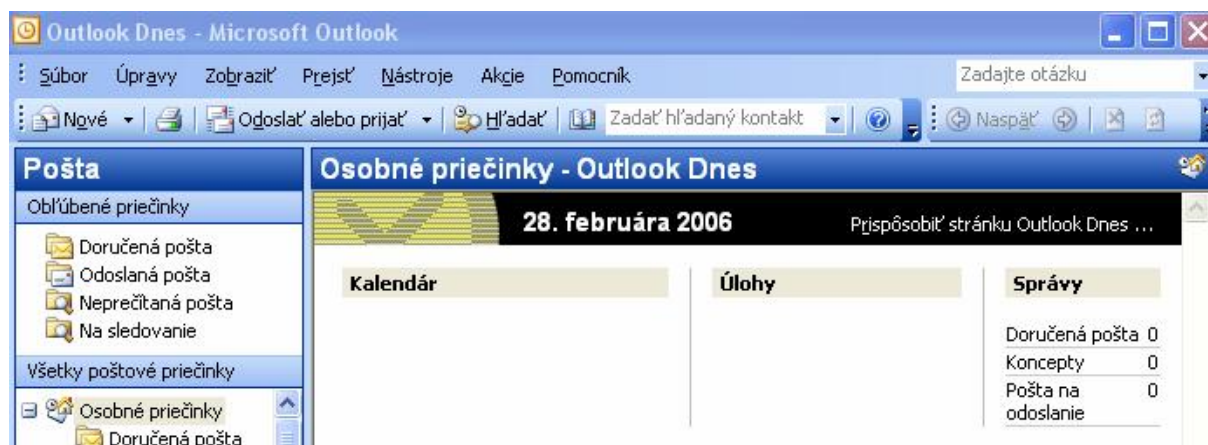 Outlook Dnes - Microsoft Outlook
Súbor Úpravy Zobraziť Prejsť Nástroje Akcie Pomocník Zadajte otázku
Nové Odoslať alebo prijať Hľadať Zadať hľadaný kontakt Naspäť
Pošta
Obľúbené priečinky
Doručená pošta
Odoslaná pošta
Neprečítaná pošta
Na sledovanie
Všetky poštové priečinky
Osobné priečinky
Doručená pošta
Osobné priečinky - Outlook Dnes
28. februára 2006 Prispôsobiť stránku Outlook Dnes ...
Kalendár Úlohy Správy
Doručená pošta 0
Koncepty 0
Pošta na 0
odoslanie